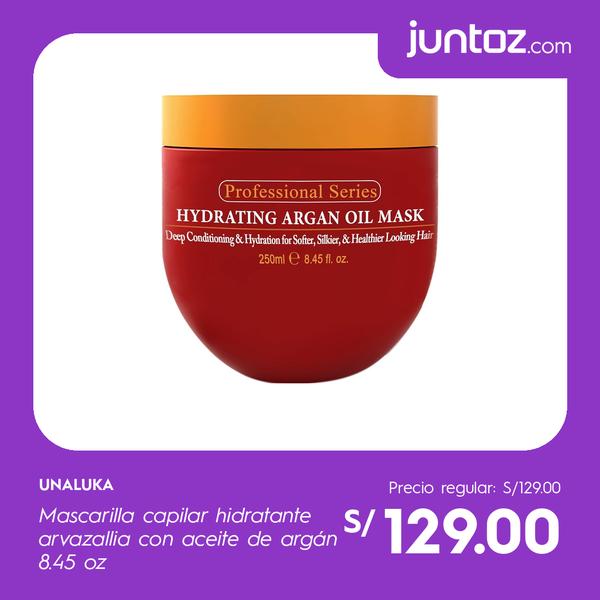 juntoz.com
Professional Series
HYDRATING ARGAN OIL MASK
Deep Conditioning & Hydration for Softer, Silkier, & Healthier Looking Hair
250ml ℮ 8.45 fl. oz.
UNALUKA
Mascarilla capilar hidratante
arvazallia con aceite de argán
8.45 oz
Precio regular: S/129.00
S/ 129.00